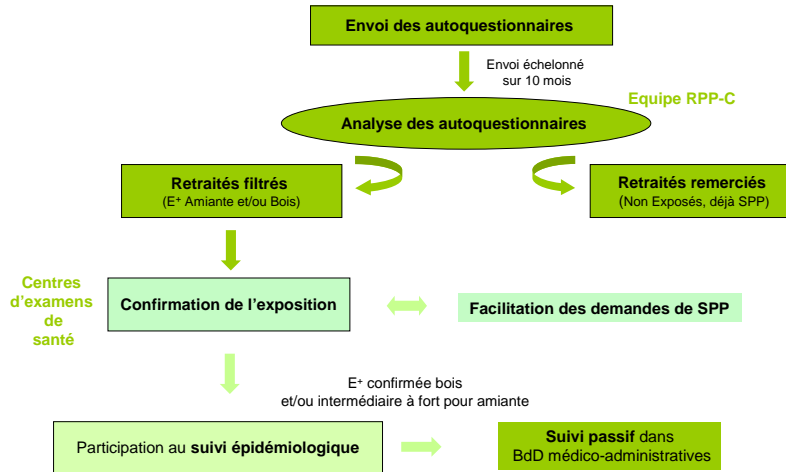 Envoi des autoquestionnaires
Envoi échelonné
sur 10 mois
Equipe RPP-C
Analyse des autoquestionnaires
Retraités filtrés
(E+ Amiante et/ou Bois)
Retraités remerciés
(Non Exposés, déjà SPP)
Centres
d'examens
de
santé
Confirmation de l'exposition
Facilitation des demandes de SPP
E+ confirmée bois
et/ou intermédiaire à fort pour amiante
Participation au suivi épidémiologique
Suivi passif dans
BdD médico-administratives